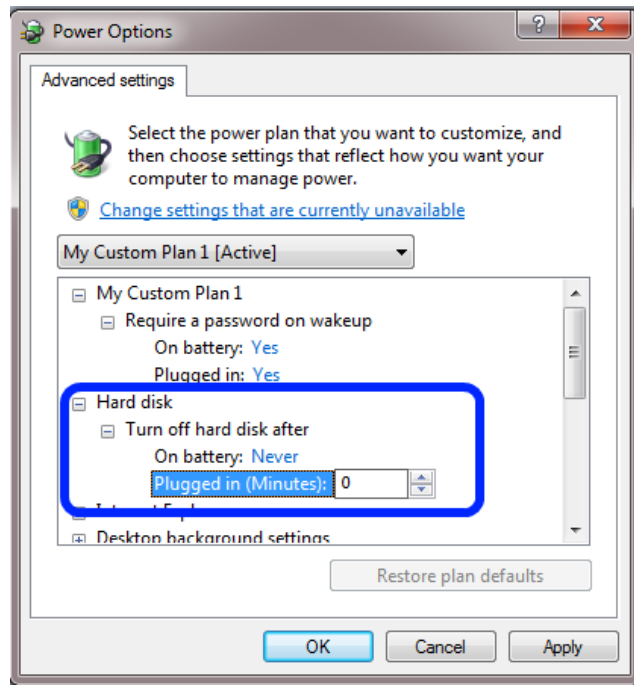 Power Options
Advanced settings
Select the power plan that you want to customize, and
then choose settings that reflect how you want your
computer to manage power.
Change settings that are currently unavailable
My Custom Plan 1 [Active]
My Custom Plan 1
Require a password on wakeup
On battery: Yes
Plugged in: Yes
Hard disk
Turn off hard disk after
On battery: Never
Plugged in (Minutes): 0
Desktop background settings
Restore plan defaults
OK Cancel Apply